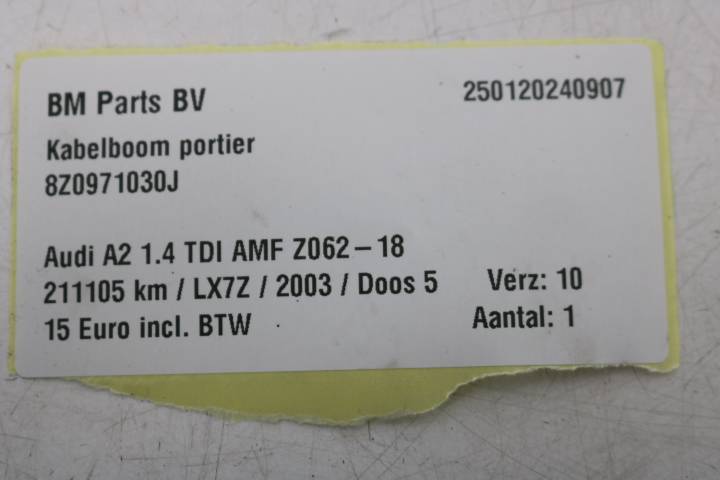 BM Parts BV 250120240907
Kabelboom portier
8Z0971030J
Audi A2 1.4 TDI AMF Z062-18
211105 km / LX7Z / 2003 / Doos 5 Verz: 10
15 Euro incl. BTW Aantal: 1